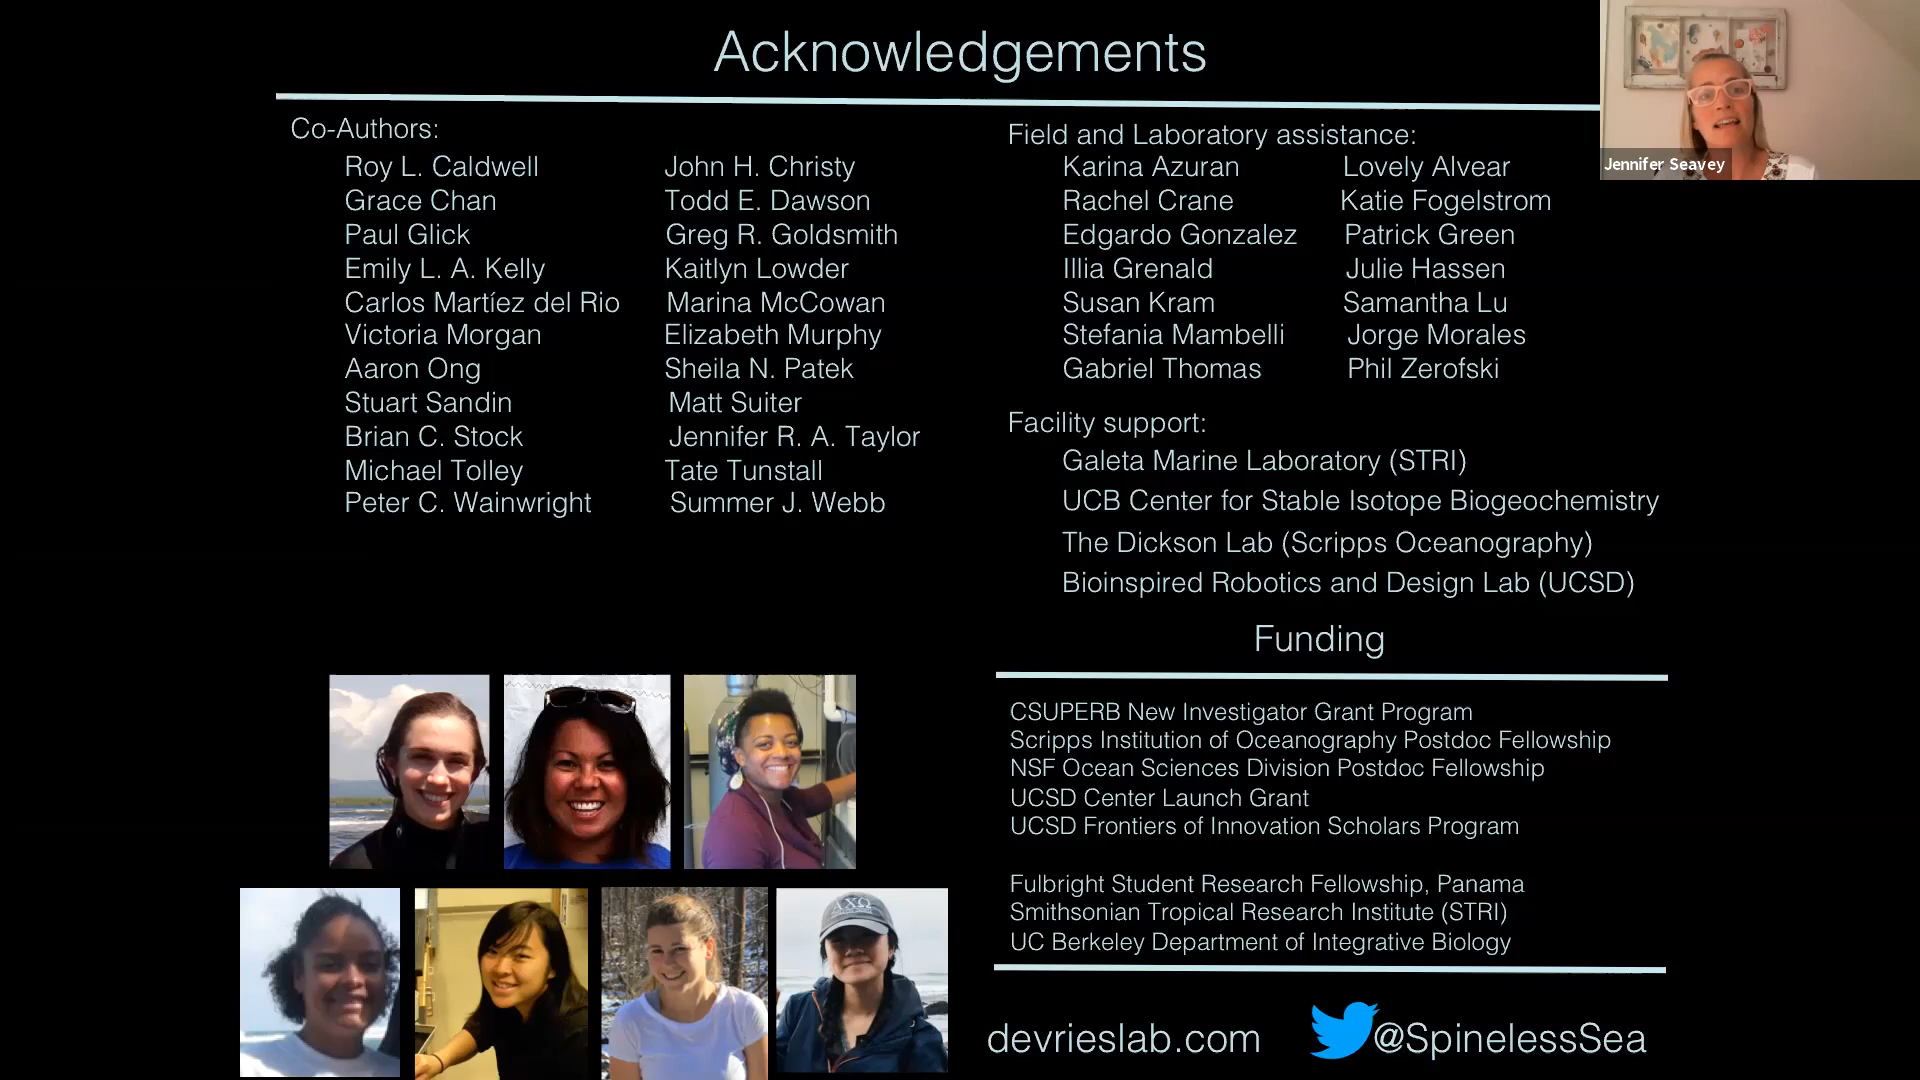 Acknowledgements
Co-Authors:
Roy L. Caldwell
Grace Chan
Paul Glick
Emily L. A. Kelly
Carlos Martíez del Rio
Victoria Morgan
Aaron Ong
Stuart Sandin
Brian C. Stock
Michael Tolley
Peter C. Wainwright
John H. Christy
Todd E. Dawson
Greg R. Goldsmith
Kaitlyn Lowder
Marina McCowan
Elizabeth Murphy
Sheila N. Patek
Matt Suiter
Jennifer R. A. Taylor
Tate Tunstall
Summer J. Webb
Field and Laboratory assistance:
Karina Azuran
Rachel Crane
Edgardo Gonzalez
Illia Grenald
Susan Kram
Stefania Mambelli
Gabriel Thomas
Lovely Alvear
Katie Fogelstrom
Patrick Green
Julie Hassen
Samantha Lu
Jorge Morales
Phil Zerofski
Facility support:
Galeta Marine Laboratory (STRI)
UCB Center for Stable Isotope Biogeochemistry
The Dickson Lab (Scripps Oceanography)
Bioinspired Robotics and Design Lab (UCSD)
Funding
CSUPERB New Investigator Grant Program
Scripps Institution of Oceanography Postdoc Fellowship
NSF Ocean Sciences Division Postdoc Fellowship
UCSD Center Launch Grant
UCSD Frontiers of Innovation Scholars Program
Fulbright Student Research Fellowship, Panama
Smithsonian Tropical Research Institute (STRI)
UC Berkeley Department of Integrative Biology
devrieslab.com
@SpinelessSea
Jennifer Seavey
ΑΧΩ